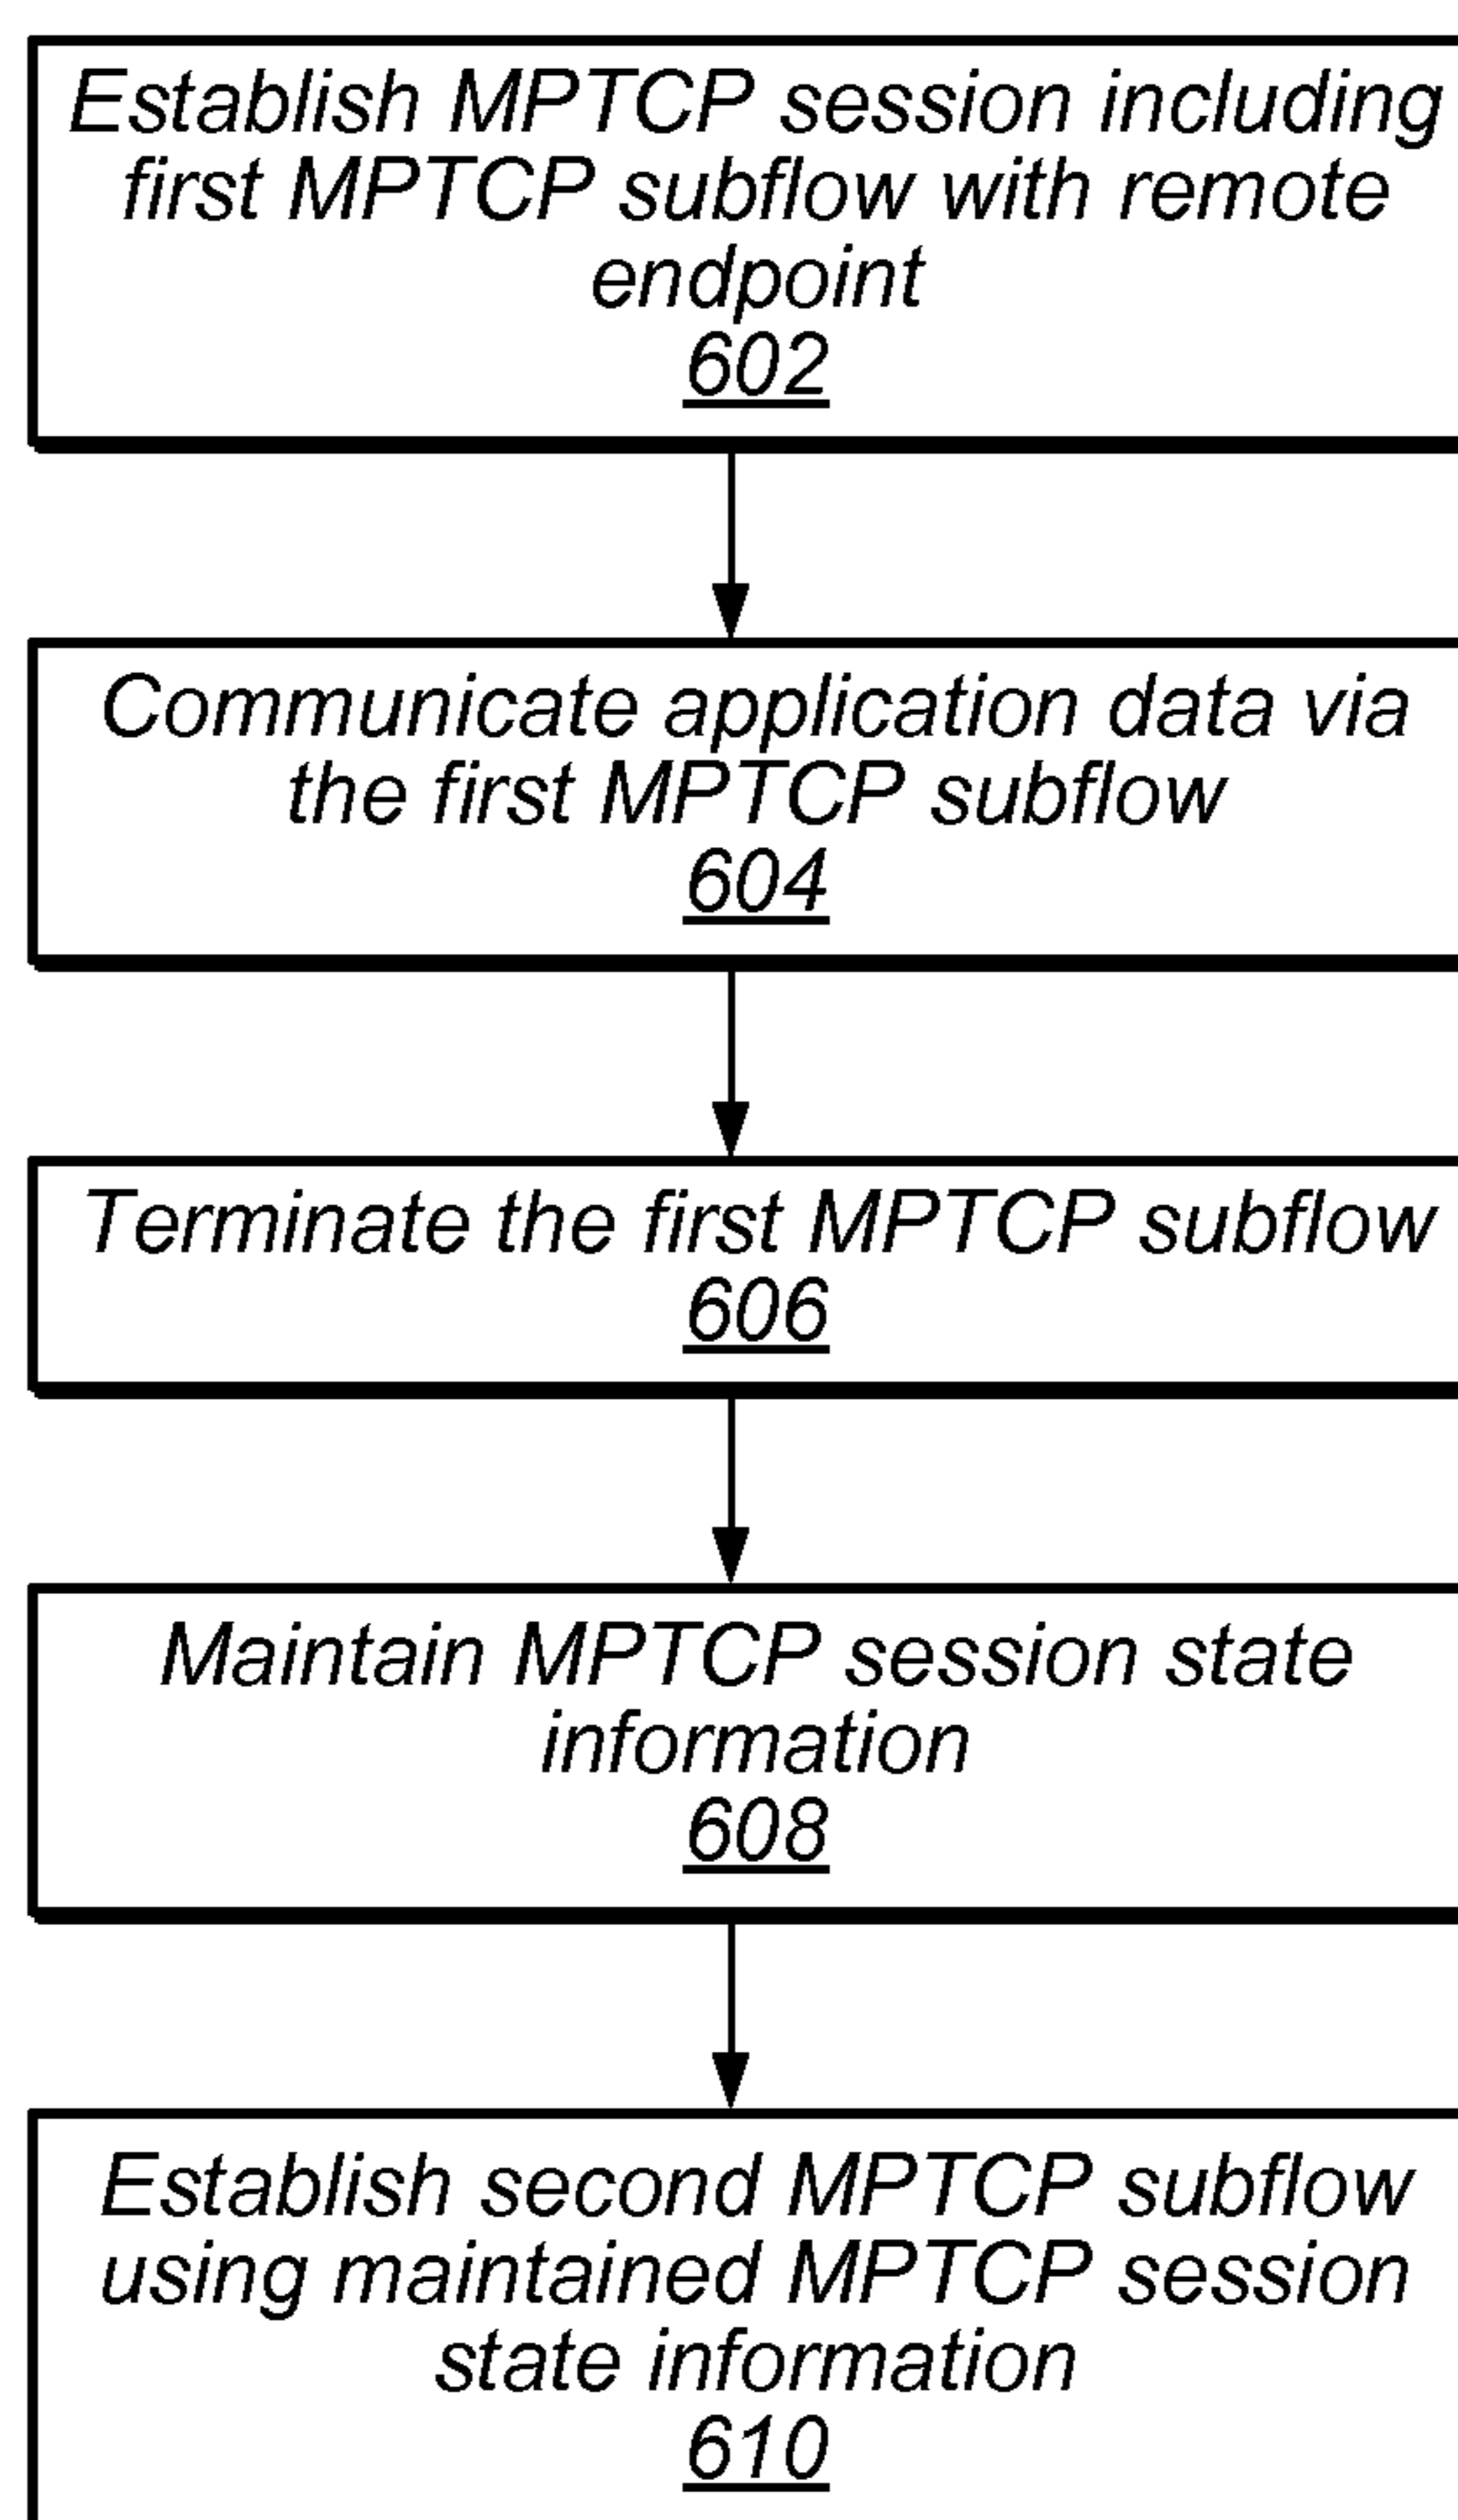 Establish MPTCP session including
first MPTCP subflow with remote
endpoint
602
Communicate application data via
the first MPTCP subflow
604
Terminate the first MPTCP subflow
606
Maintain MPTCP session state
information
608
Establish second MPTCP subflow
using maintained MPTCP session
state information
610